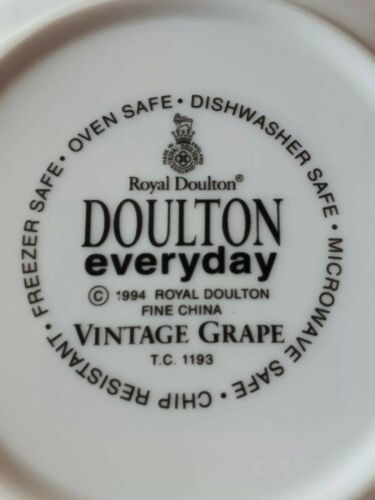 FREEZER SAFE • OVEN SAFE • DISHWASHER SAFE • MICROWAVE SAFE • CHIP RESISTANT •
Royal Doulton®
DOULTON
everyday
© 1994 ROYAL DOULTON
FINE CHINA
VINTAGE GRAPE
T.C. 1193